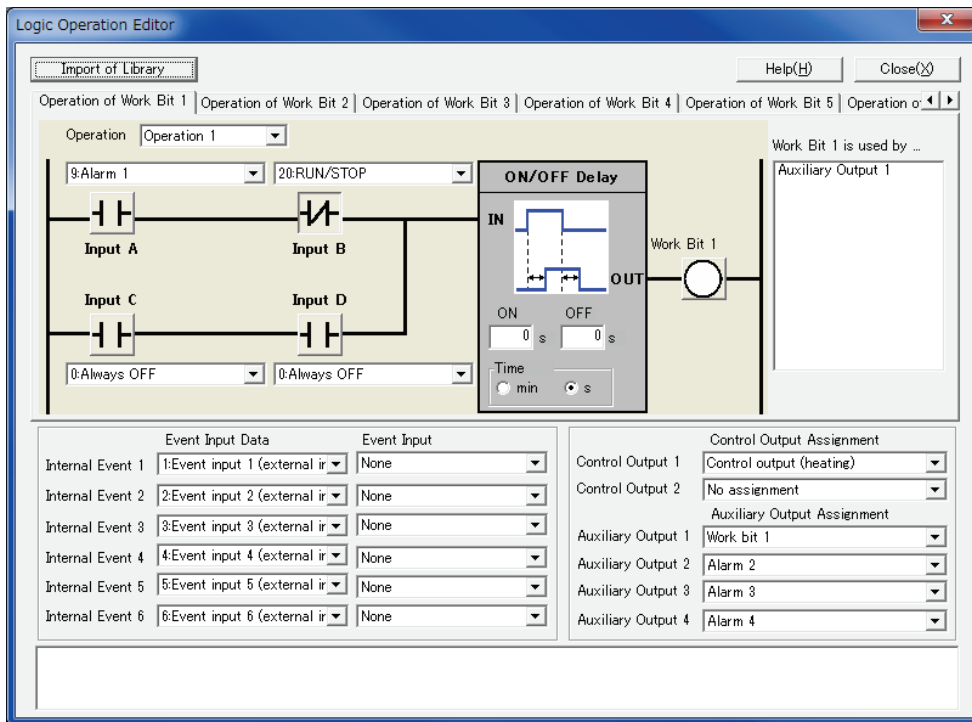 Logic Operation Editor
Import of Library
Help(H)
Close(X)
Operation of Work Bit 1
Operation of Work Bit 2
Operation of Work Bit 3
Operation of Work Bit 4
Operation of Work Bit 5
Operation o
Operation
Operation 1
9:Alarm 1
20:RUN/STOP
Input A
Input B
Input C
Input D
0:Always OFF
0:Always OFF
ON/OFF Delay
IN
OUT
ON
OFF
0 s
0 s
Time
min
s
Work Bit 1
Work Bit 1 is used by ...
Auxiliary Output 1
Event Input Data
Event Input
Internal Event 1 1:Event input 1 (external ir None
Internal Event 2 2:Event input 2 (external ir None
Internal Event 3 3:Event input 3 (external ir None
Internal Event 4 4:Event input 4 (external ir None
Internal Event 5 5:Event input 5 (external ir None
Internal Event 6 6:Event input 6 (external ir None
Control Output Assignment
Control Output 1 Control output (heating)
Control Output 2 No assignment
Auxiliary Output Assignment
Auxiliary Output 1 Work bit 1
Auxiliary Output 2 Alarm 2
Auxiliary Output 3 Alarm 3
Auxiliary Output 4 Alarm 4